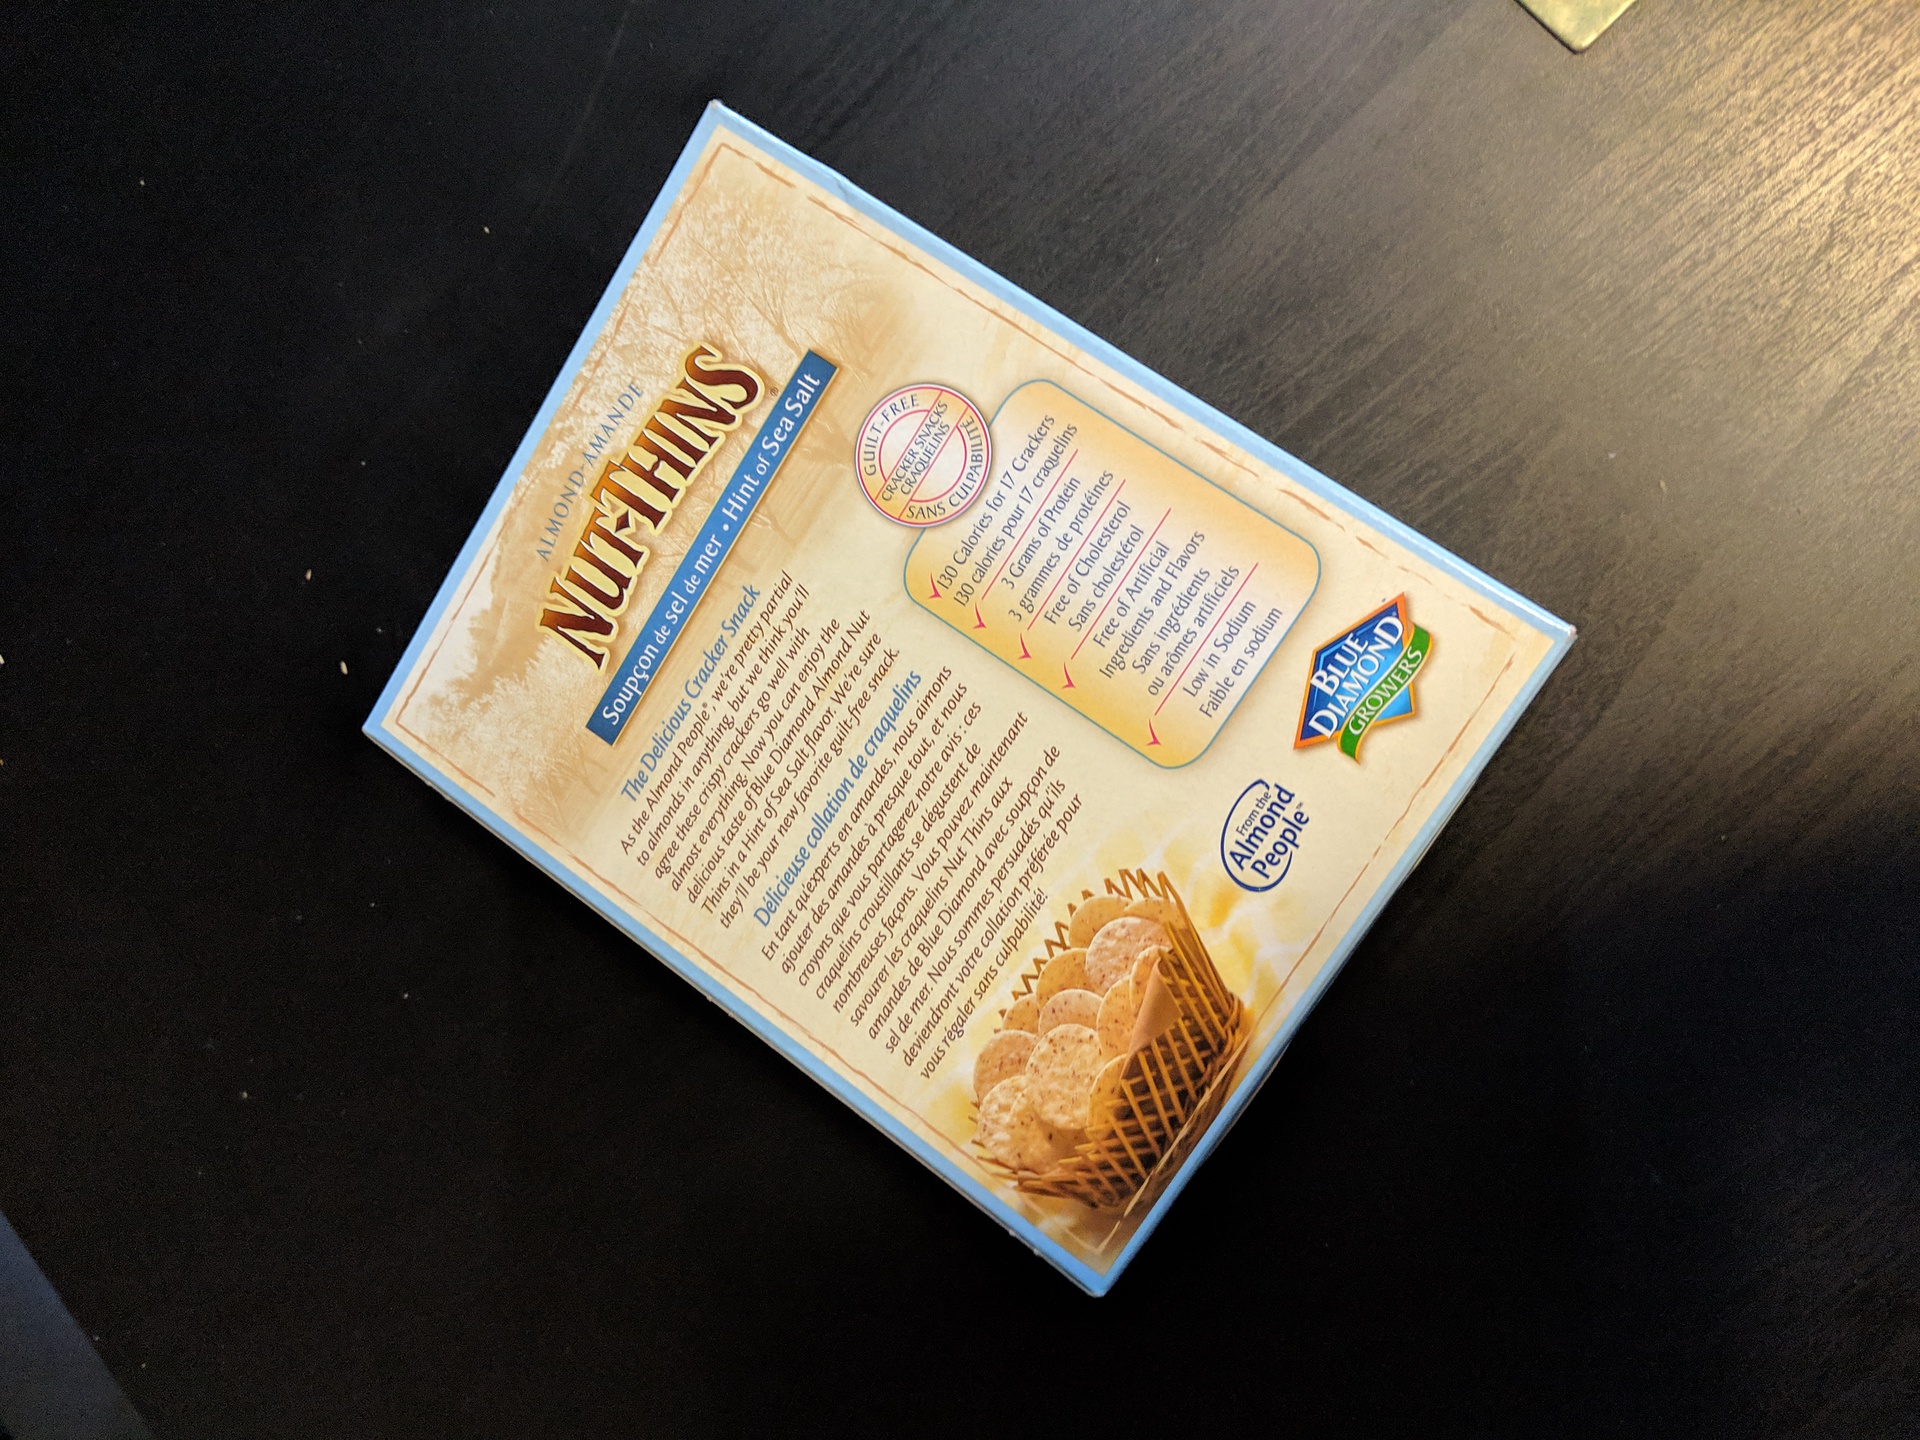 ALMOND-AMANDE
NUT-THINS®
Soupçon de sel de mer • Hint of Sea Salt
The Delicious Cracker Snack
As the Almond People®, we're pretty partial
to almonds in anything, but we think you'll
agree these crispy crackers go well with
almost everything. Now you can enjoy the
delicious taste of Blue Diamond Almond Nut
Thins in a Hint of Sea Salt flavor. We're sure
they'll be your new favorite guilt-free snack.
Délicieuse collation de craquelins
En tant qu'experts en amandes, nous aimons
ajouter des amandes à presque tout, et nous
croyons que vous partagerez notre avis : ces
craquelins croustillants se dégustent de
nombreuses façons. Vous pouvez maintenant
savourer les craquelins Nut Thins aux
amandes de Blue Diamond avec soupçon de
sel de mer. Nous sommes persuadés qu'ils
deviendront votre collation préférée pour
vous régaler sans culpabilité!
GUILT-FREE
CRACKER SNACKS
CRAQUELINS
SANS CULPABILITÉ
130 Calories for 17 Crackers
130 calories pour 17 craquelins
3 Grams of Protein
3 grammes de protéines
Free of Cholesterol
Sans cholestérol
Free of Artificial
Ingredients and Flavors
Sans ingrédients
ou arômes artificiels
Low in Sodium
Faible en sodium
From the
Almond
People™
BLUE
DIAMOND®
GROWERS